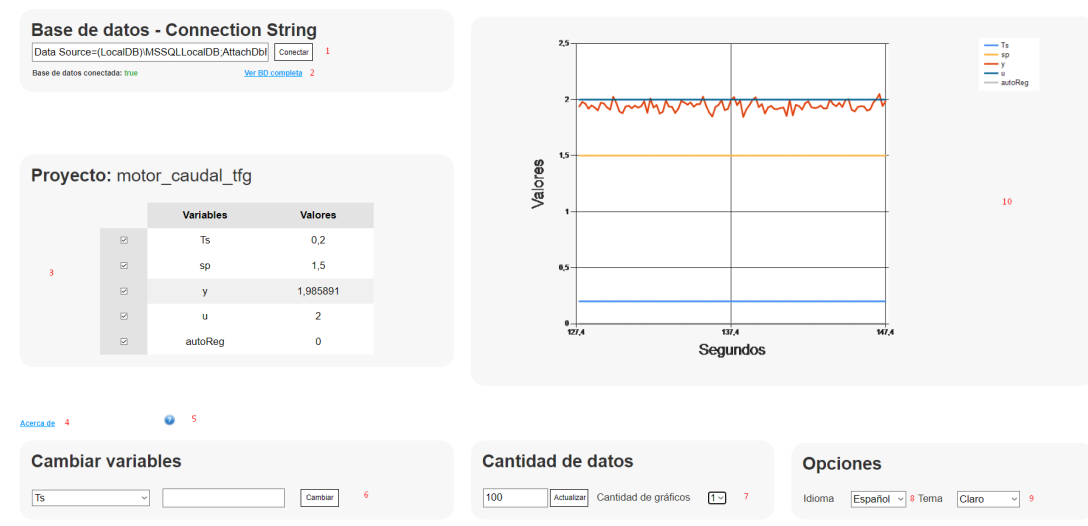 Base de datos - Connection String
Data Source=(LocalDB)\MSSQLLocalDB;AttachDbF
Conectar
1
Base de datos conectada: true
Ver BD completa
2
Proyecto: motor_caudal_tfg
Variables Valores
Ts 0,2
sp 1,5
3
y 1,985891
u 2
autoReg 0
2,5
2
1,5
1
0,5
0
Valores
127,4 137,4 147,4
Segundos
Ts
sp
y
u
autoReg
10
Acerca de 4
5
Cambiar variables
Ts
Cambiar
6
Cantidad de datos
100
Actualizar
Cantidad de gráficos
1
7
Opciones
Idioma Español 8 Tema Claro 9